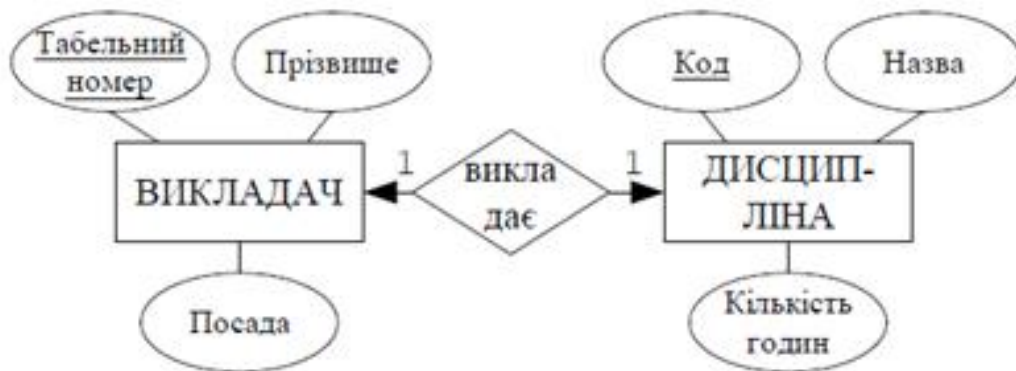 Табельний
номер
Прізвище
Код
Назва
ВИКЛАДАЧ
1
викла
дає
1
ДИСЦИП-
ЛІНА
Посада
Кількість
годин